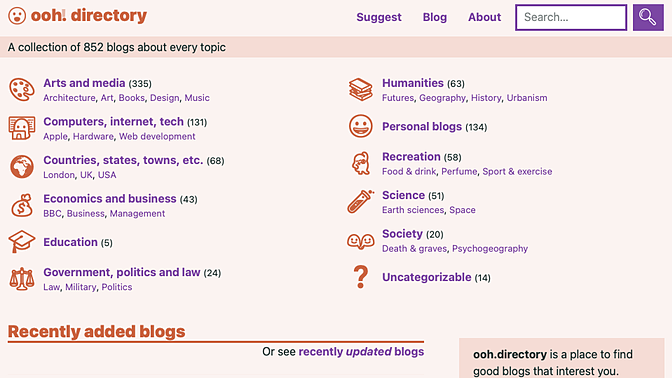 ooh! directory
Suggest Blog About Search...
A collection of 852 blogs about every topic
Arts and media (335)
Architecture, Art, Books, Design, Music
Computers, internet, tech (131)
Apple, Hardware, Web development
Countries, states, towns, etc. (68)
London, UK, USA
Economics and business (43)
BBC, Business, Management
Education (5)
Government, politics and law (24)
Law, Military, Politics
Humanities (63)
Futures, Geography, History, Urbanism
Personal blogs (134)
Recreation (58)
Food & drink, Perfume, Sport & exercise
Science (51)
Earth sciences, Space
Society (20)
Death & graves, Psychogeography
?
Uncategorizable (14)
Recently added blogs
Or see recently updated blogs
ooh.directory is a place to find
good blogs that interest you.